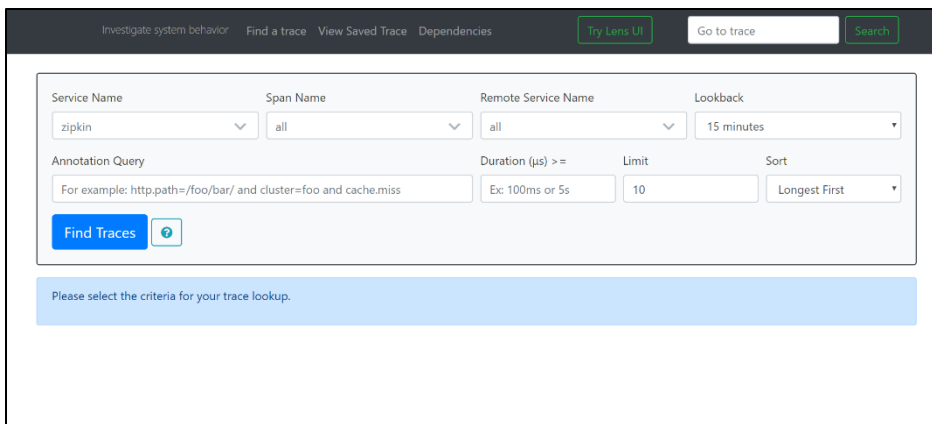 Investigate system behavior Find a trace View Saved Trace Dependencies Try Lens UI Go to trace Search
Service Name Span Name Remote Service Name Lookback
zipkin all all 15 minutes
Annotation Query Duration (μs) >= Limit Sort
For example: http.path=/foo/bar/ and cluster=foo and cache.miss Ex: 100ms or 5s 10 Longest First
Find Traces ?
Please select the criteria for your trace lookup.